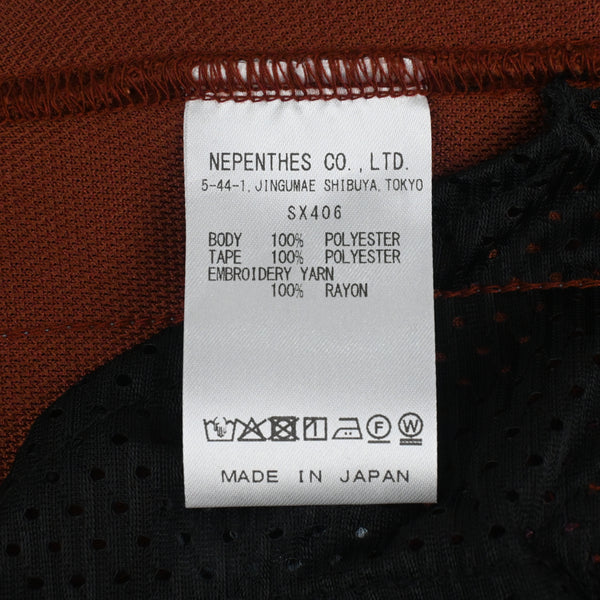 NEPENTHES CO.,LTD.
5-44-1, JINGUMAE SHIBUYA, TOKYO
SX406
BODY 100% POLYESTER
TAPE 100% POLYESTER
EMBROIDERY YARN
100% RAYON
F W
MADE IN JAPAN